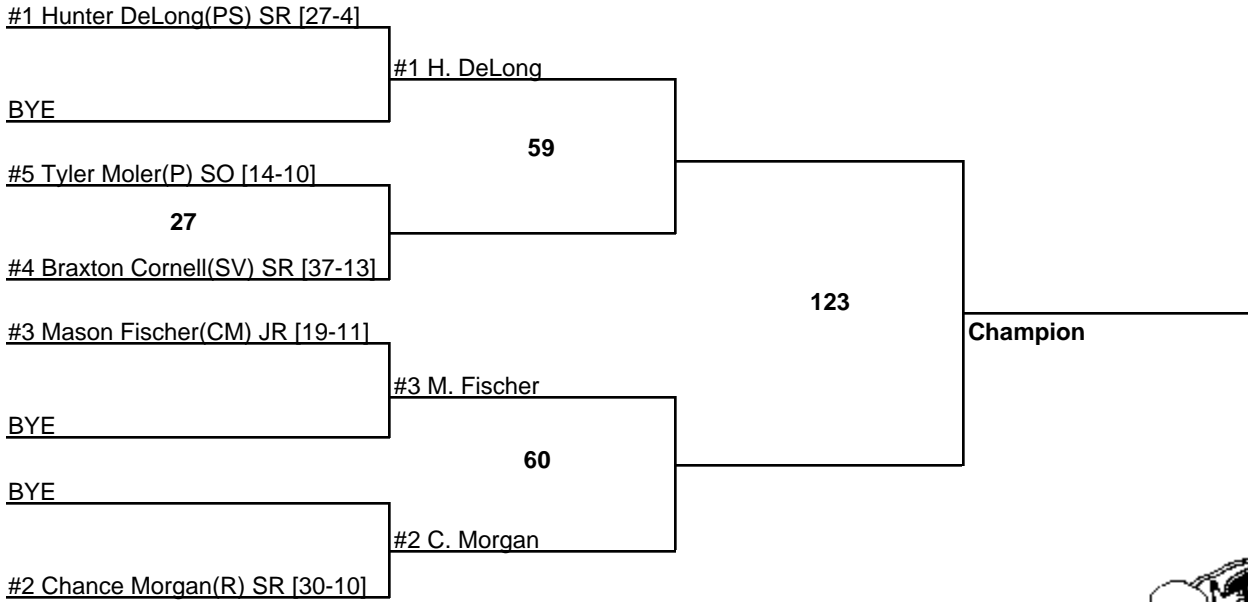 #1 Hunter DeLong(PS) SR [27-4]
#1 H. DeLong
BYE
59
#5 Tyler Moler(P) SO [14-10]
27
#4 Braxton Cornell(SV) SR [37-13]
123
#3 Mason Fischer(CM) JR [19-11]
Champion
#3 M. Fischer
BYE
60
BYE
#2 C. Morgan
#2 Chance Morgan(R) SR [30-10]